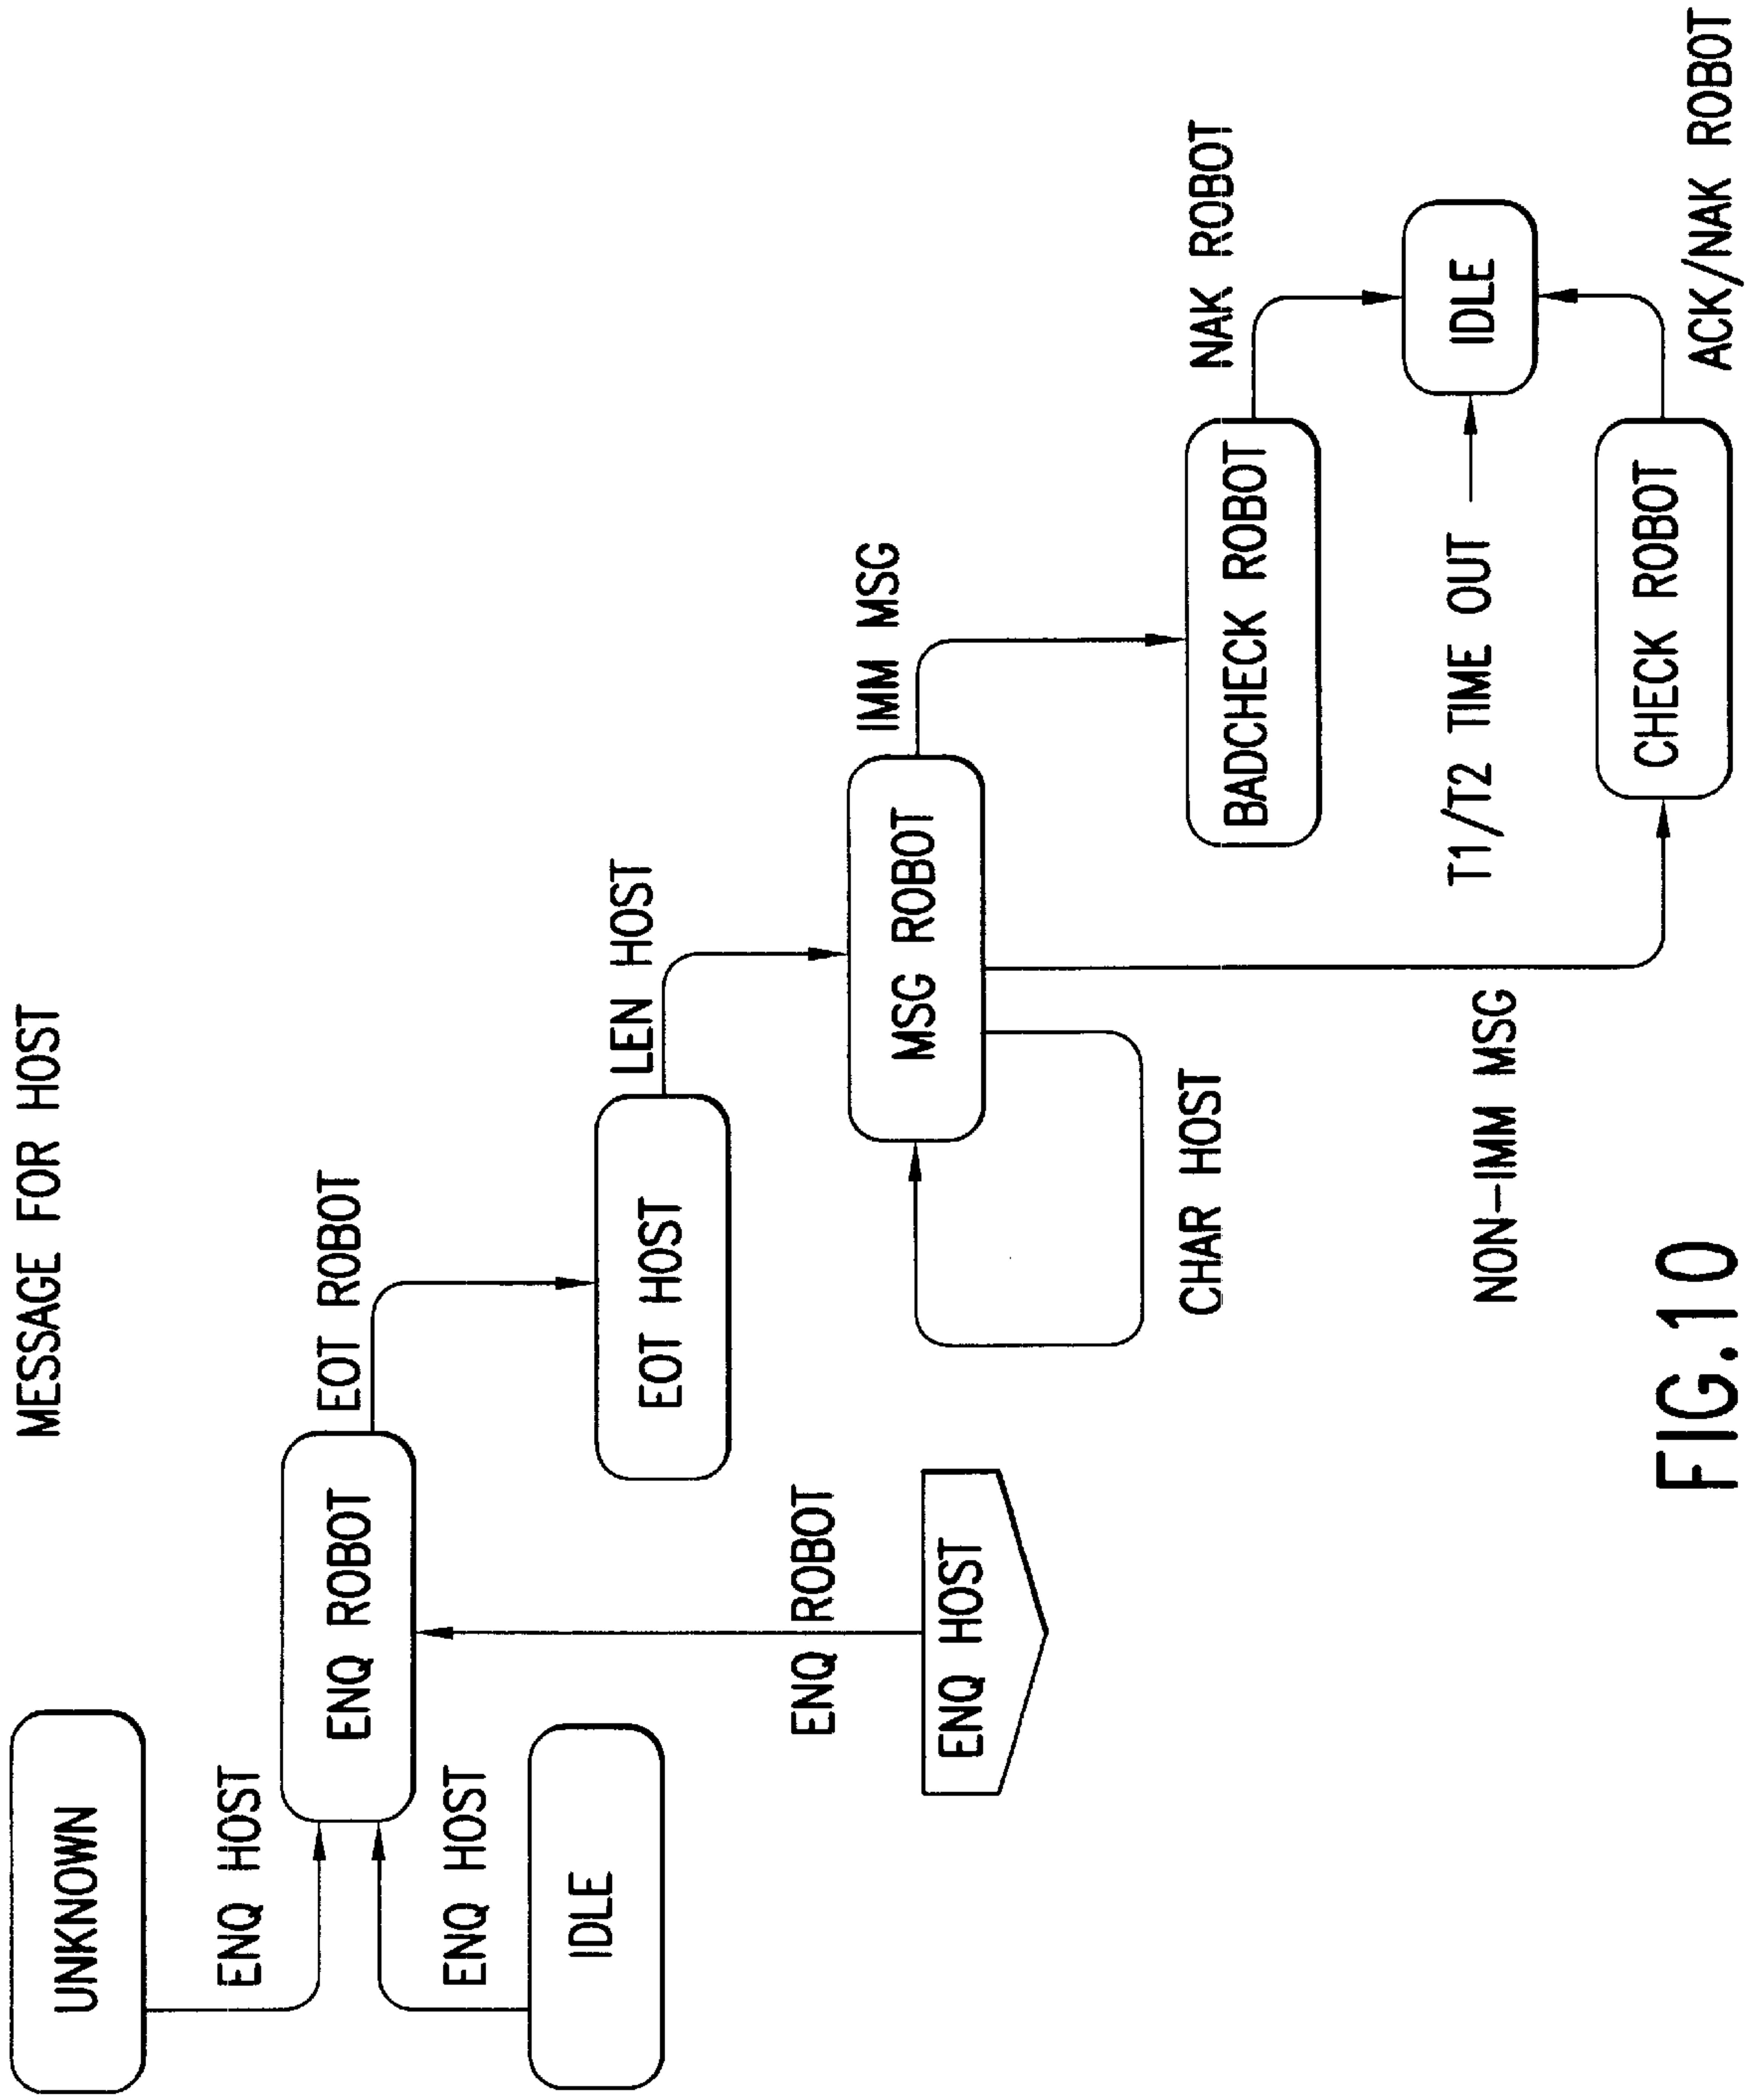 MESSAGE FOR HOST
UNKNOWN
ENQ HOST
ENQ ROBOT
EOT ROBOT
ENQ HOST
IDLE
EOT HOST
LEN HOST
ENQ ROBOT
ENQ HOST
MSG ROBOT
IMM MSG
CHAR HOST
BADCHECK ROBOT
NAK ROBOT
NON-IMM MSG
T1/T2 TIME OUT
IDLE
CHECK ROBOT
ACK/NAK ROBOT
FIG.10